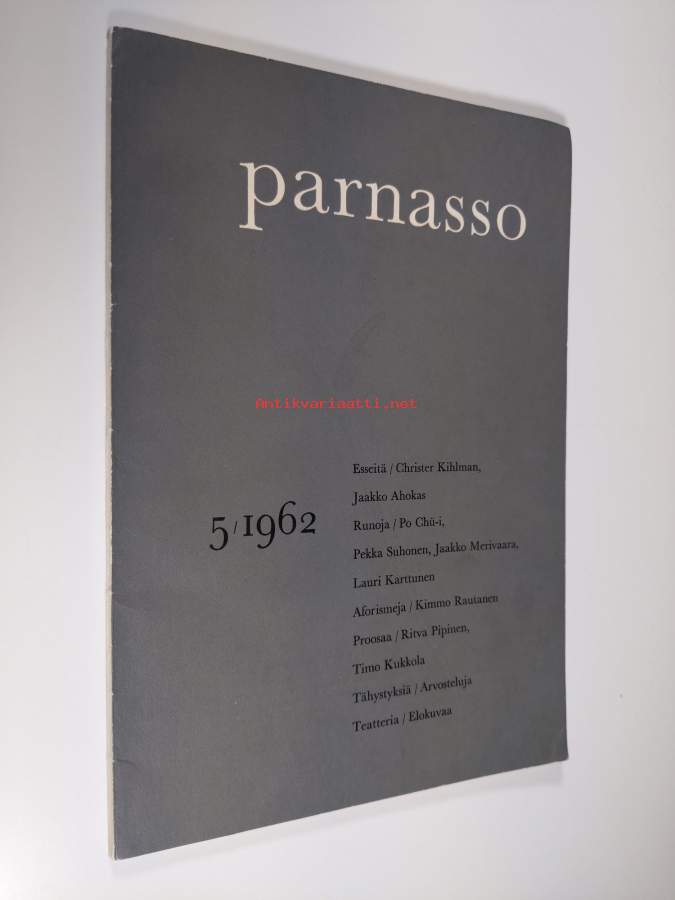 parnasso
Antikvariaatti.net
5/1962
Esseitä / Christer Kihlman,
Jaakko Ahokas
Runoja / Po Chü-i,
Pekka Suhonen, Jaakko Merivaara,
Lauri Karttunen
Aforismeja / Kimmo Rautanen
Proosaa / Ritva Pipinen,
Timo Kukkola
Tähystyksiä / Arvosteluja
Teatteria / Elokuvaa